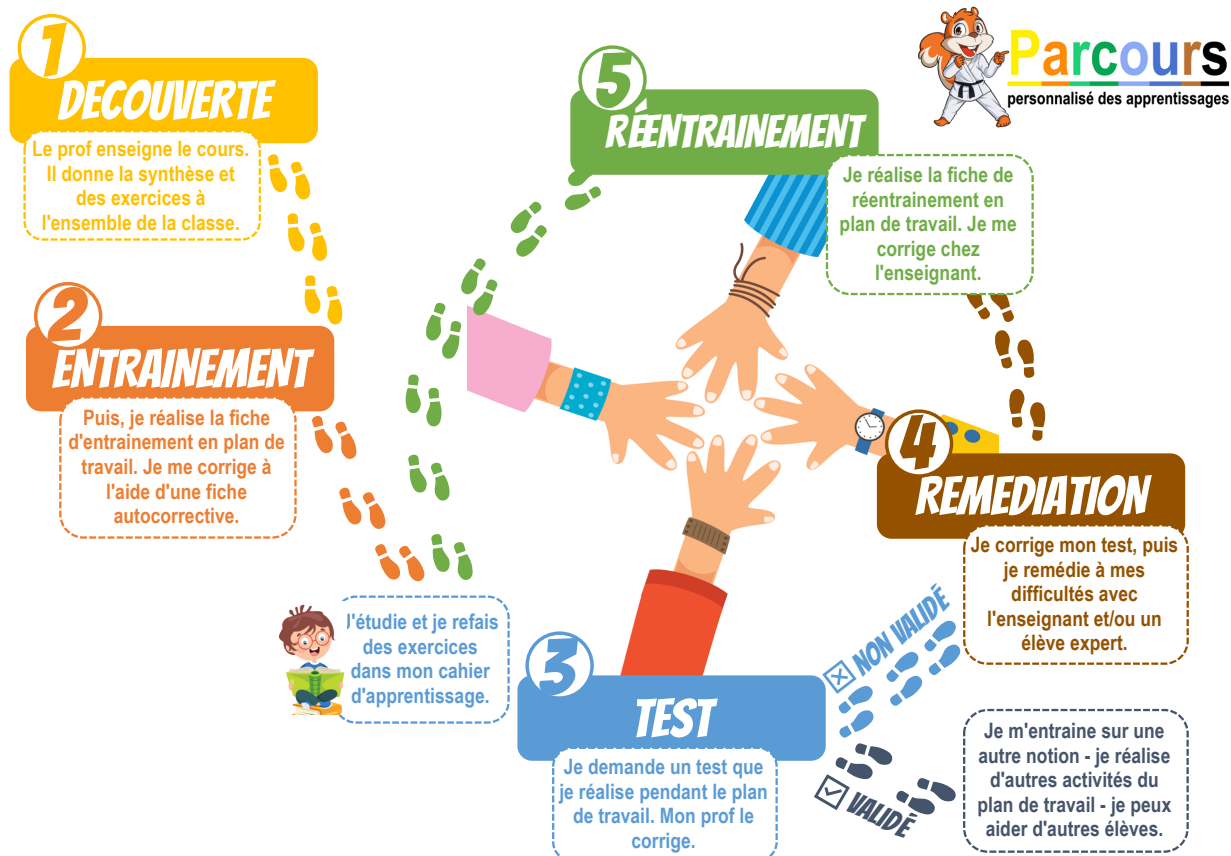 Parcours
personnalisé des apprentissages
1
DECOUVERTE
Le prof enseigne le cours.
Il donne la synthèse et
des exercices à
l'ensemble de la classe.
2
ENTRAINEMENT
Puis, je réalise la fiche
d'entrainement en plan de
travail. Je me corrige à
l'aide d'une fiche
autocorrective.
J'étudie et je refais
des exercices
dans mon cahier
d'apprentissage.
3
TEST
Je demande un test que
je réalise pendant le plan
de travail. Mon prof le
corrige.
NON VALIDÉ
VALIDÉ
Je m'entraine sur une
autre notion - je réalise
d'autres activités du
plan de travail - je peux
aider d'autres élèves.
4
REMEDIATION
Je corrige mon test, puis
je remédie à mes
difficultés avec
l'enseignant et/ou un
élève expert.
5
RÉENTRAINEMENT
Je réalise la fiche de
réentrainement en
plan de travail. Je me
corrige chez
l'enseignant.